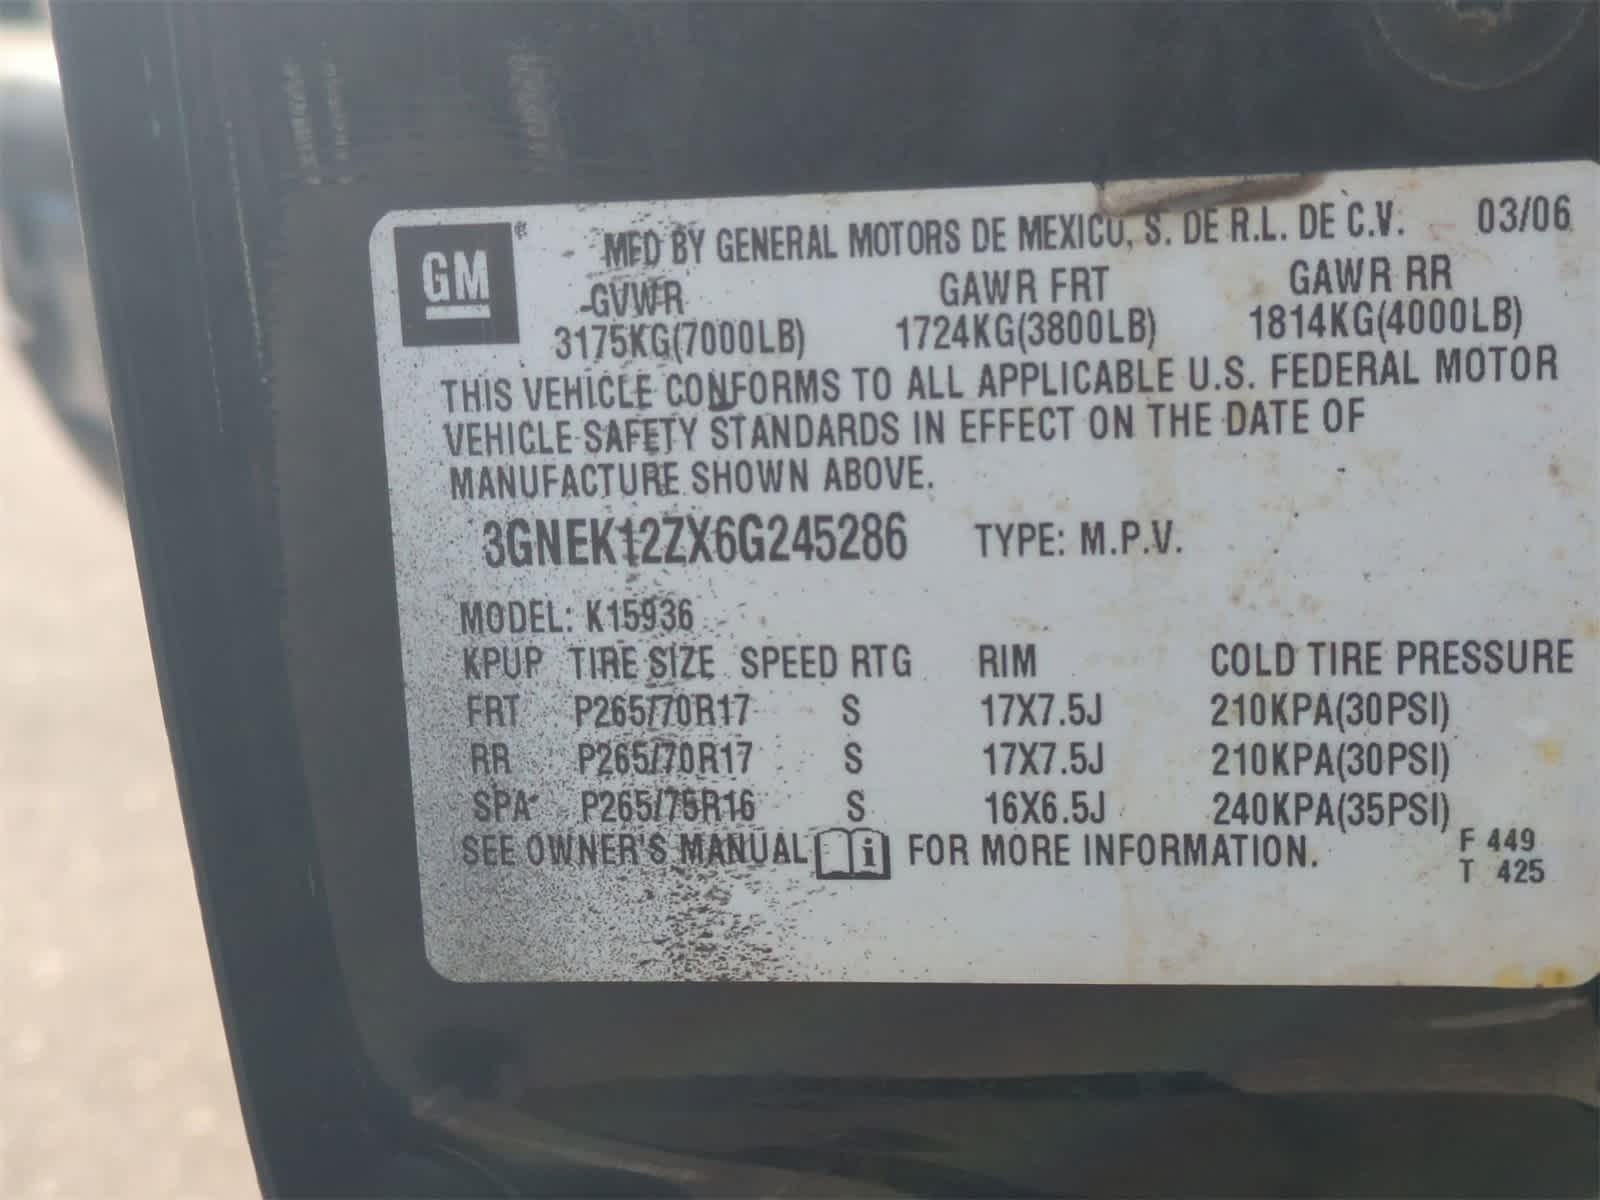 GM® MFD BY GENERAL MOTORS DE MEXICO, S. DE R.L. DE C.V. 03/06
GVWR GAWR FRT GAWR RR
3175KG(7000LB) 1724KG(3800LB) 1814KG(4000LB)
THIS VEHICLE CONFORMS TO ALL APPLICABLE U.S. FEDERAL MOTOR
VEHICLE SAFETY STANDARDS IN EFFECT ON THE DATE OF
MANUFACTURE SHOWN ABOVE.
3GNEK12ZX6G245286 TYPE: M.P.V.
MODEL: K15936
KPUP TIRE SIZE SPEED RTG RIM COLD TIRE PRESSURE
FRT P265/70R17 S 17X7.5J 210KPA(30PSI)
RR P265/70R17 S 17X7.5J 210KPA(30PSI)
SPA P265/75R16 S 16X6.5J 240KPA(35PSI)
SEE OWNER'S MANUAL i FOR MORE INFORMATION.
F 449
T 425